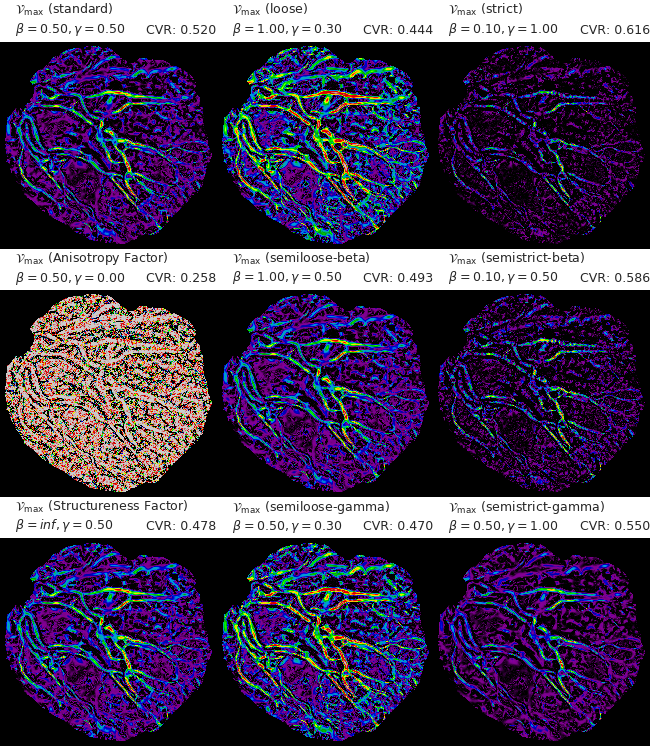 𝒱max (standard)
β = 0.50, γ = 0.50 CVR: 0.520
𝒱max (loose)
β = 1.00, γ = 0.30 CVR: 0.444
𝒱max (strict)
β = 0.10, γ = 1.00 CVR: 0.616
𝒱max (Anisotropy Factor)
β = 0.50, γ = 0.00 CVR: 0.258
𝒱max (semiloose-beta)
β = 1.00, γ = 0.50 CVR: 0.493
𝒱max (semistrict-beta)
β = 0.10, γ = 0.50 CVR: 0.586
𝒱max (Structureness Factor)
β = inf, γ = 0.50 CVR: 0.478
𝒱max (semiloose-gamma)
β = 0.50, γ = 0.30 CVR: 0.470
𝒱max (semistrict-gamma)
β = 0.50, γ = 1.00 CVR: 0.550